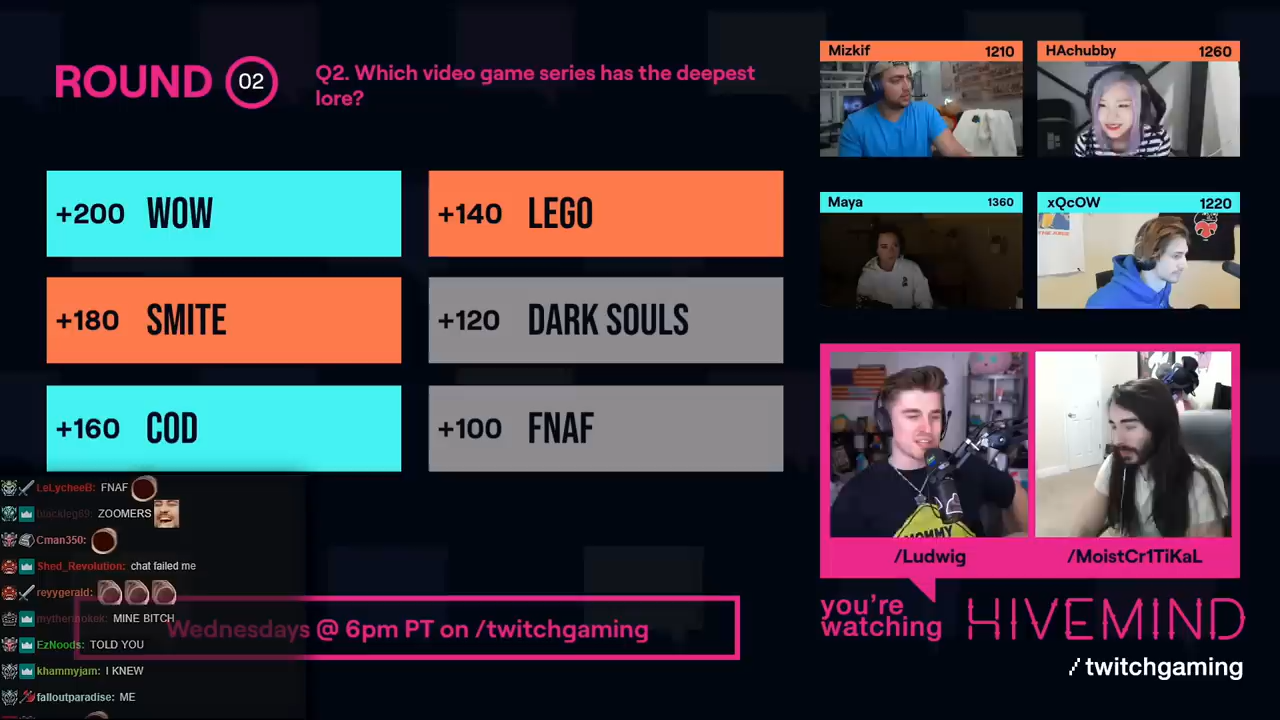 ROUND 02
Q2. Which video game series has the deepest
lore?
+200 WOW
+140 LEGO
+180 SMITE
+120 DARK SOULS
+160 COD
+100 FNAF
Mizkif 1210
HAchubby 1260
Maya 1360
xQcOW 1220
MOMMY
/Ludwig
/MoistCr1TiKaL
you're
watching
HIVEMIND
/twitchgaming
Wednesdays @ 6pm PT on /twitchgaming
LeLycheeB: FNAF
blackleg69: ZOOMERS
Cman350:
Shed_Revolution: chat failed me
reyygerald:
MINE BITCH
EzNoods: TOLD YOU
khammyjam: I KNEW
falloutparadise: ME